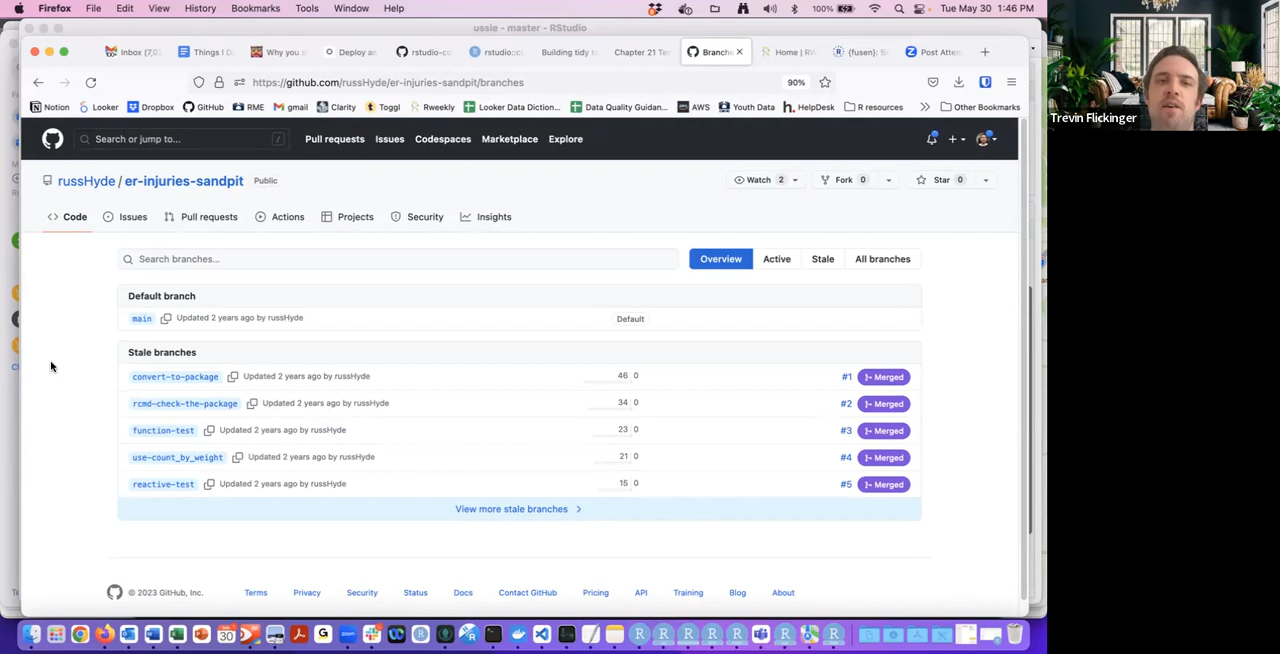 Firefox File Edit View History Bookmarks Tools Window Help 100% Tue May 30 1:46 PM
ussie - master - RStudio
Inbox (7,0 Things I D Why you s Deploy an rstudio-co rstudio::c Building tidy to Chapter 21 Tes Branche Home | RW {fusen}: S Post Atten
https://github.com/russHyde/er-injuries-sandpit/branches 90%
Notion Looker Dropbox GitHub RME gmail Clarity Toggl Rweekly Looker Data Diction... Data Quality Guidan... AWS Youth Data HelpDesk R resources Other Bookmarks
Search or jump to... / Pull requests Issues Codespaces Marketplace Explore
Trevin Flickinger
russHyde / er-injuries-sandpit Public Watch 2 Fork 0 Star 0
Code Issues Pull requests Actions Projects Security Insights
Search branches... Overview Active Stale All branches
Default branch
main Updated 2 years ago by russHyde Default
Stale branches
convert-to-package Updated 2 years ago by russHyde 46 0 #1 Merged
rcmd-check-the-package Updated 2 years ago by russHyde 34 0 #2 Merged
function-test Updated 2 years ago by russHyde 23 0 #3 Merged
use-count_by_weight Updated 2 years ago by russHyde 21 0 #4 Merged
reactive-test Updated 2 years ago by russHyde 15 0 #5 Merged
View more stale branches
© 2023 GitHub, Inc. Terms Privacy Security Status Docs Contact GitHub Pricing API Training Blog About